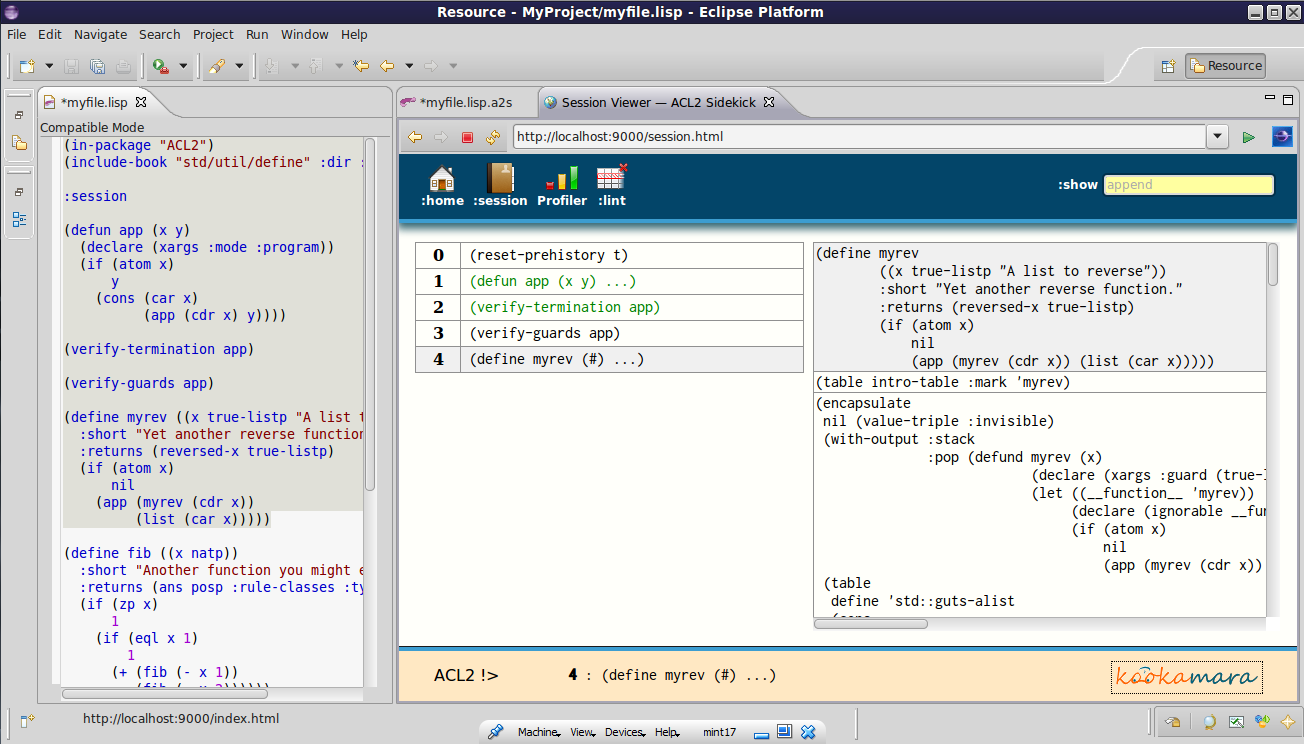 Resource - MyProject/myfile.lisp - Eclipse Platform
File Edit Navigate Search Project Run Window Help
Resource
*myfile.lisp
Compatible Mode
(in-package "ACL2")
(include-book "std/util/define" :dir :
:session
(defun app (x y)
(declare (xargs :mode :program))
(if (atom x)
y
(cons (car x)
(app (cdr x) y))))
(verify-termination app)
(verify-guards app)
(define myrev ((x true-listp "A list t
:short "Yet another reverse function
:returns (reversed-x true-listp)
(if (atom x)
nil
(app (myrev (cdr x))
(list (car x)))))
(define fib ((x natp))
:short "Another function you might e
:returns (ans posp :rule-classes :ty
(if (zp x)
1
(if (eql x 1)
1
(+ (fib (- x 1))
*myfile.lisp.a2s
Session Viewer — ACL2 Sidekick
http://localhost:9000/session.html
:home :session Profiler :lint
:show append
0 (reset-prehistory t)
1 (defun app (x y) ...)
2 (verify-termination app)
3 (verify-guards app)
4 (define myrev (#) ...)
(define myrev
((x true-listp "A list to reverse"))
:short "Yet another reverse function."
:returns (reversed-x true-listp)
(if (atom x)
nil
(app (myrev (cdr x)) (list (car x)))))
(table intro-table :mark 'myrev)
(encapsulate
nil (value-triple :invisible)
(with-output :stack
:pop (defund myrev (x)
(declare (xargs :guard (true-l
(let ((__function__ 'myrev))
(declare (ignorable __fun
(if (atom x)
nil
(app (myrev (cdr x))
(table
define 'std::guts-alist
ACL2 !> 4 : (define myrev (#) ...)
kookamara
http://localhost:9000/index.html
Machine View Devices Help mint17